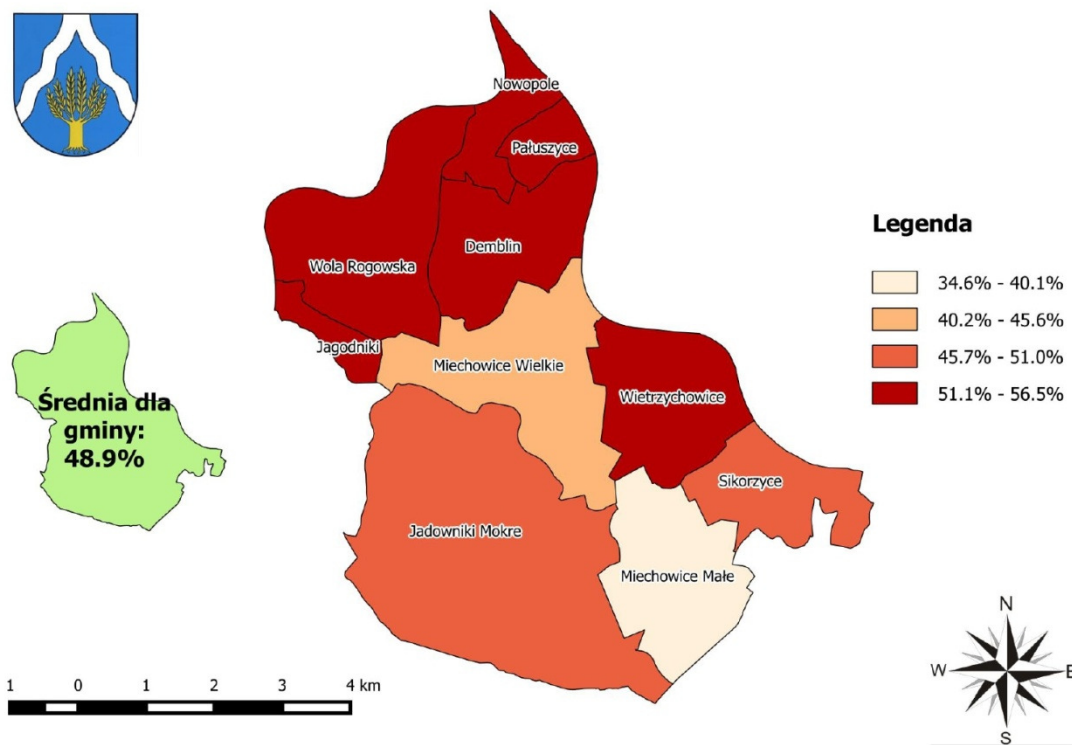 Nowopole
Pałuszyce
Demblin
Wola Rogowska
Jagodniki
Miechowice Wielkie
Wietrzychowice
Sikorzyce
Jadowniki Mokre
Miechowice Małe
Legenda
34.6% - 40.1%
40.2% - 45.6%
45.7% - 51.0%
51.1% - 56.5%
Średnia dla
gminy:
48.9%
1 0 1 2 3 4 km
N
W E
S